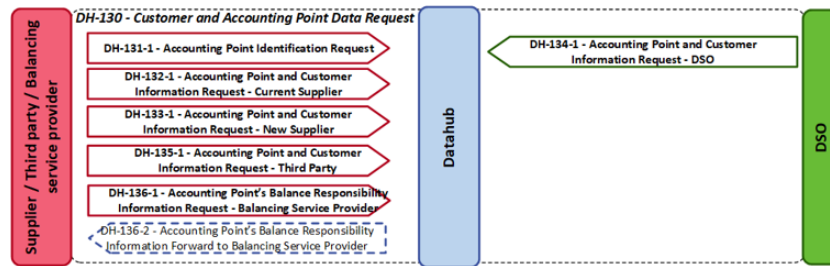 DH-130 - Customer and Accounting Point Data Request
Supplier / Third party / Balancing
service provider
DH-131-1 - Accounting Point Identification Request
DH-132-1 - Accounting Point and Customer
Information Request - Current Supplier
DH-133-1 - Accounting Point and Customer
Information Request - New Supplier
DH-135-1 - Accounting Point and Customer
Information Request - Third Party
DH-136-1 - Accounting Point's Balance Responsibility
Information Request - Balancing Service Provider
DH-136-2 - Accounting Point's Balance Responsibility
Information Forward to Balancing Service Provider
Datahub
DH-134-1 - Accounting Point and Customer
Information Request - DSO
DSO